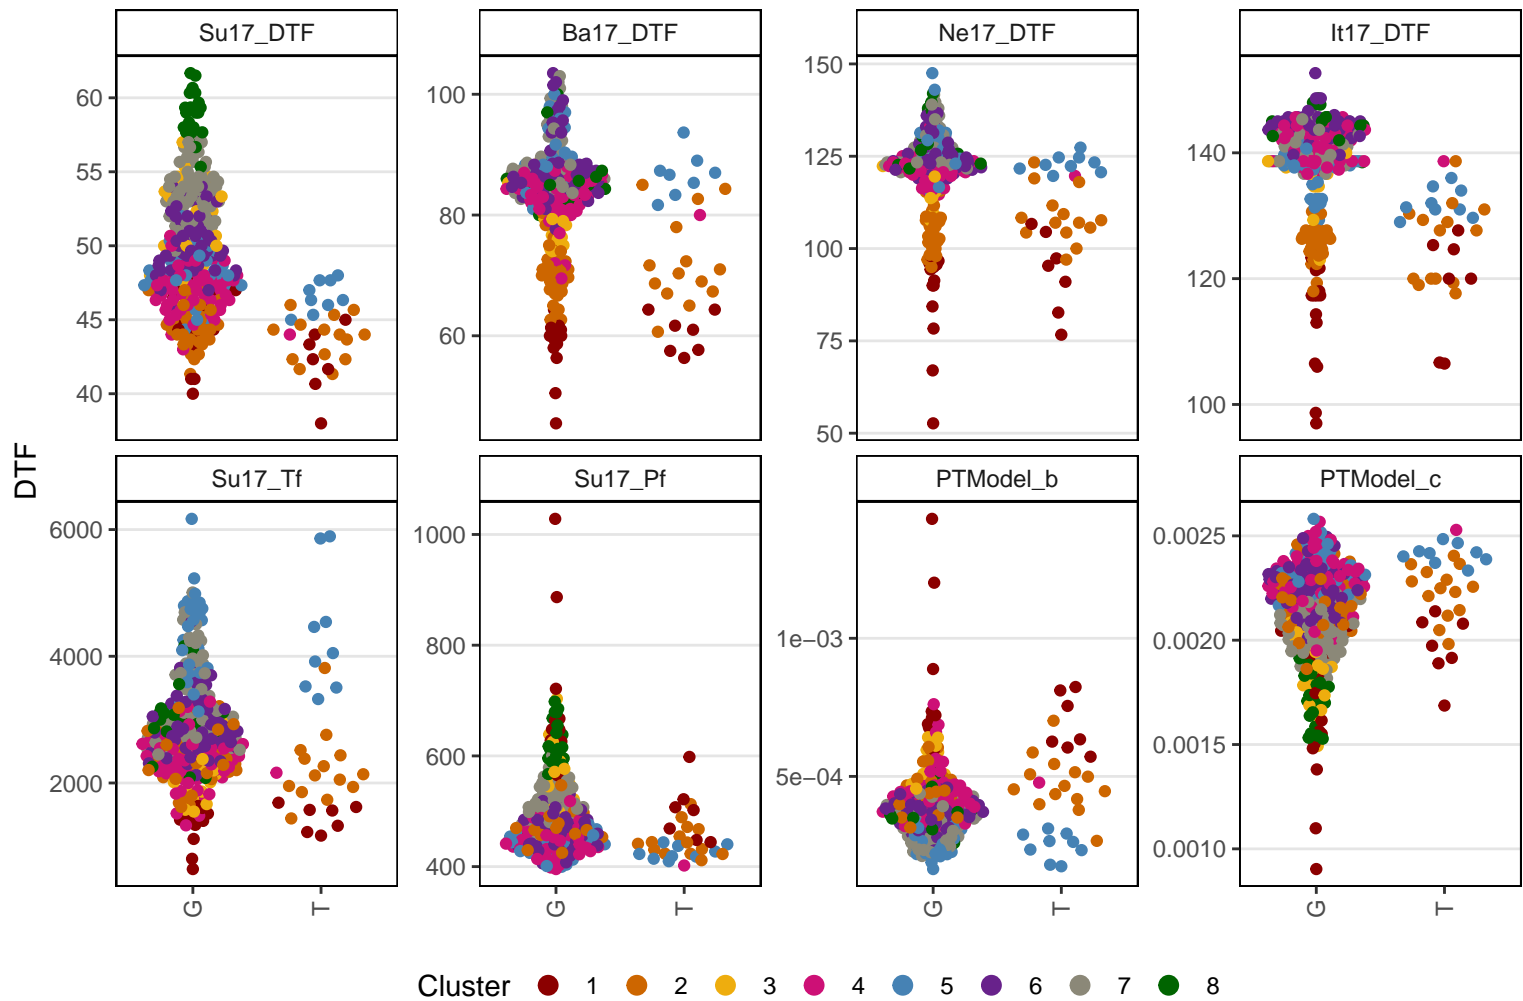 Su17_DTF
Ba17_DTF
Ne17_DTF
It17_DTF
60
55
50
45
40
100
80
60
150
125
100
75
50
140
120
100
DTF
Su17_Tf
Su17_Pf
PTModel_b
PTModel_c
6000
4000
2000
1000
800
600
400
1e−03
5e−04
0.0025
0.0020
0.0015
0.0010
G
T
G
T
G
T
G
T
Cluster 1 2 3 4 5 6 7 8